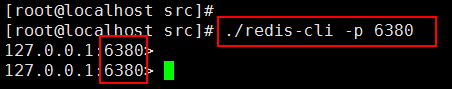 [root@localhost src]#
[root@localhost src]# ./redis-cli -p 6380
127.0.0.1:6380>
127.0.0.1:6380>